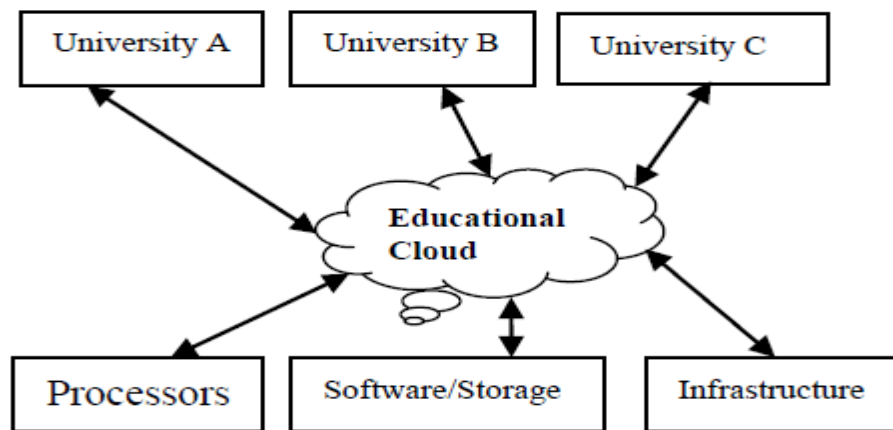 University A
University B
University C
Educational
Cloud
Processors
Software/Storage
Infrastructure